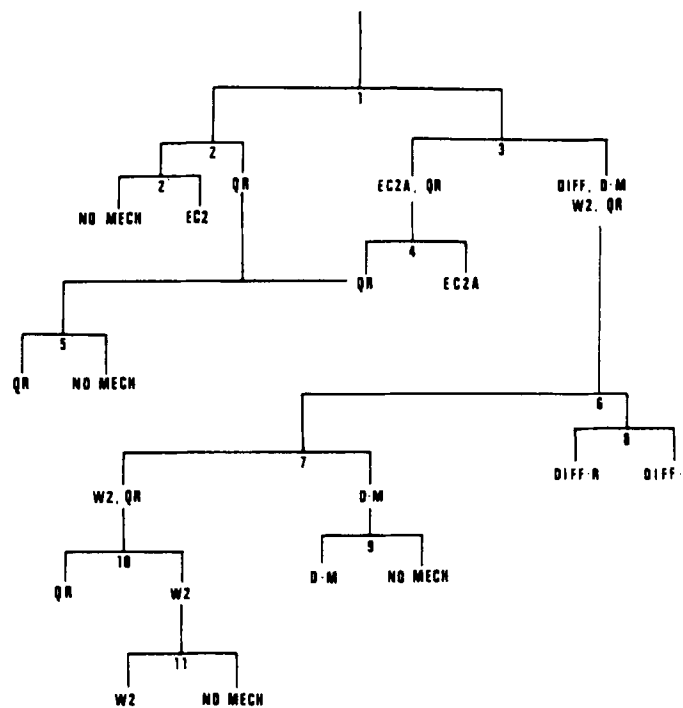 1
2 3
2' QR EC2A, QR DIFF, D-M
NO MECH EC2 W2, QR
4
QR EC2A
5
QR NO MECH
6
8
7
DIFF-R DIFF-
W2, QR D-M
9
10 D-M NO MECH
QR W2
11
W2 NO MECH